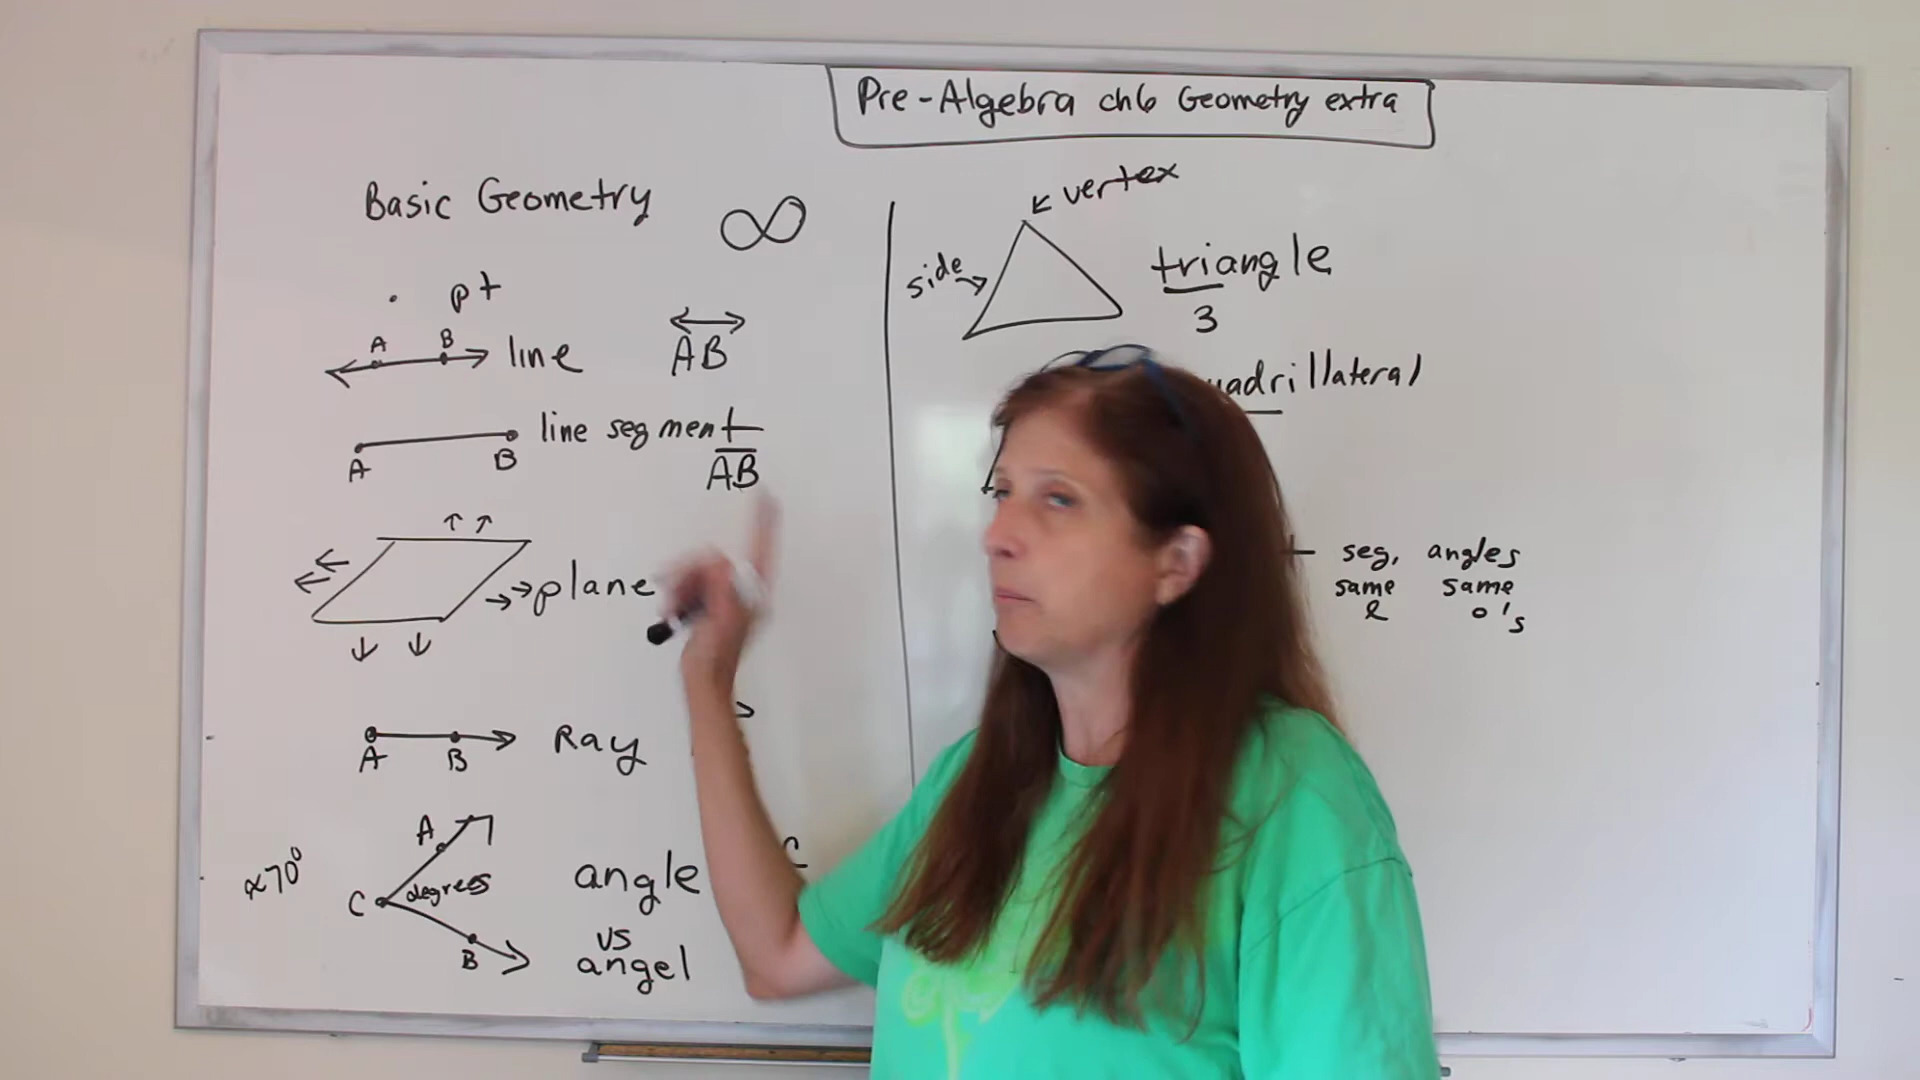 Pre-Algebra ch6 Geometry extra
Basic Geometry ∞
pt
A B line AB
line segment
A B AB
plane
A B Ray
A
∝70° C degrees angle
B
vs
angel
vertex
side triangle
3
seg, angles
same same
&
o's